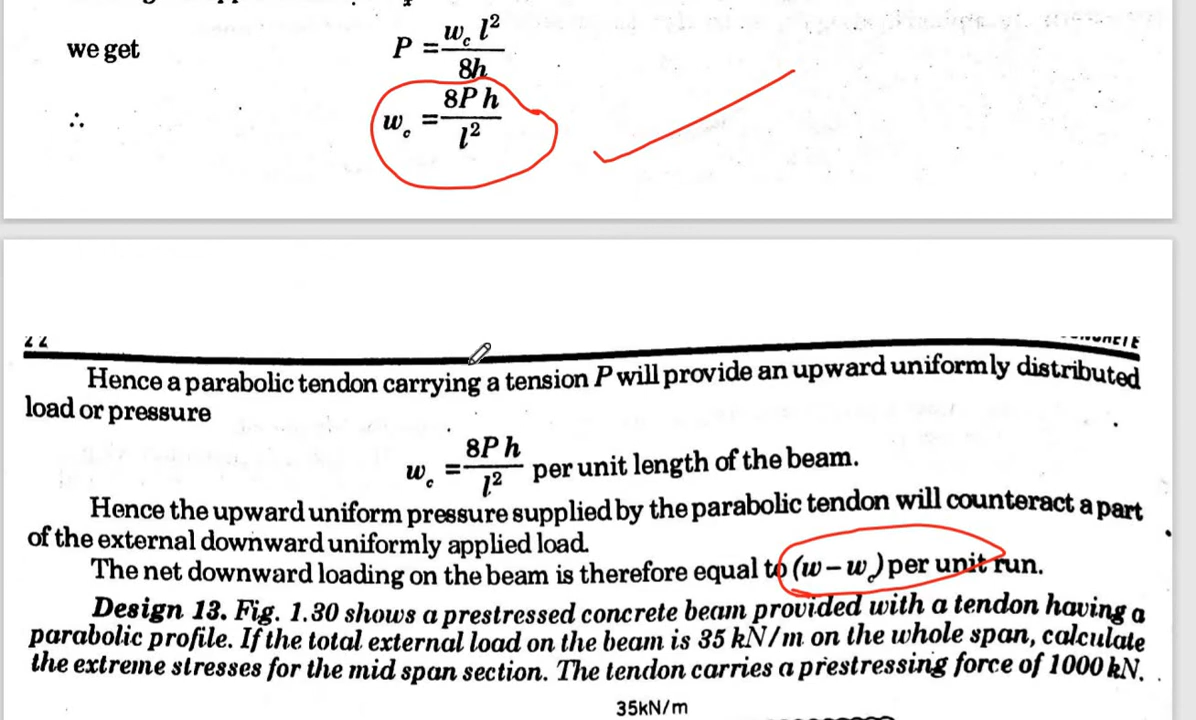 we get P = w_c l² / 8h
∴ w_c = 8P h / l²
22
Hence a parabolic tendon carrying a tension P will provide an upward uniformly distributed
load or pressure
w_c = 8P h / l² per unit length of the beam.
Hence the upward uniform pressure supplied by the parabolic tendon will counteract a part
of the external downward uniformly applied load.
The net downward loading on the beam is therefore equal to (w – w_c) per unit run.
Design 13. Fig. 1.30 shows a prestressed concrete beam provided with a tendon having a
parabolic profile. If the total external load on the beam is 35 kN/m on the whole span, calculate
the extreme stresses for the mid span section. The tendon carries a prestressing force of 1000 kN.
35kN/m